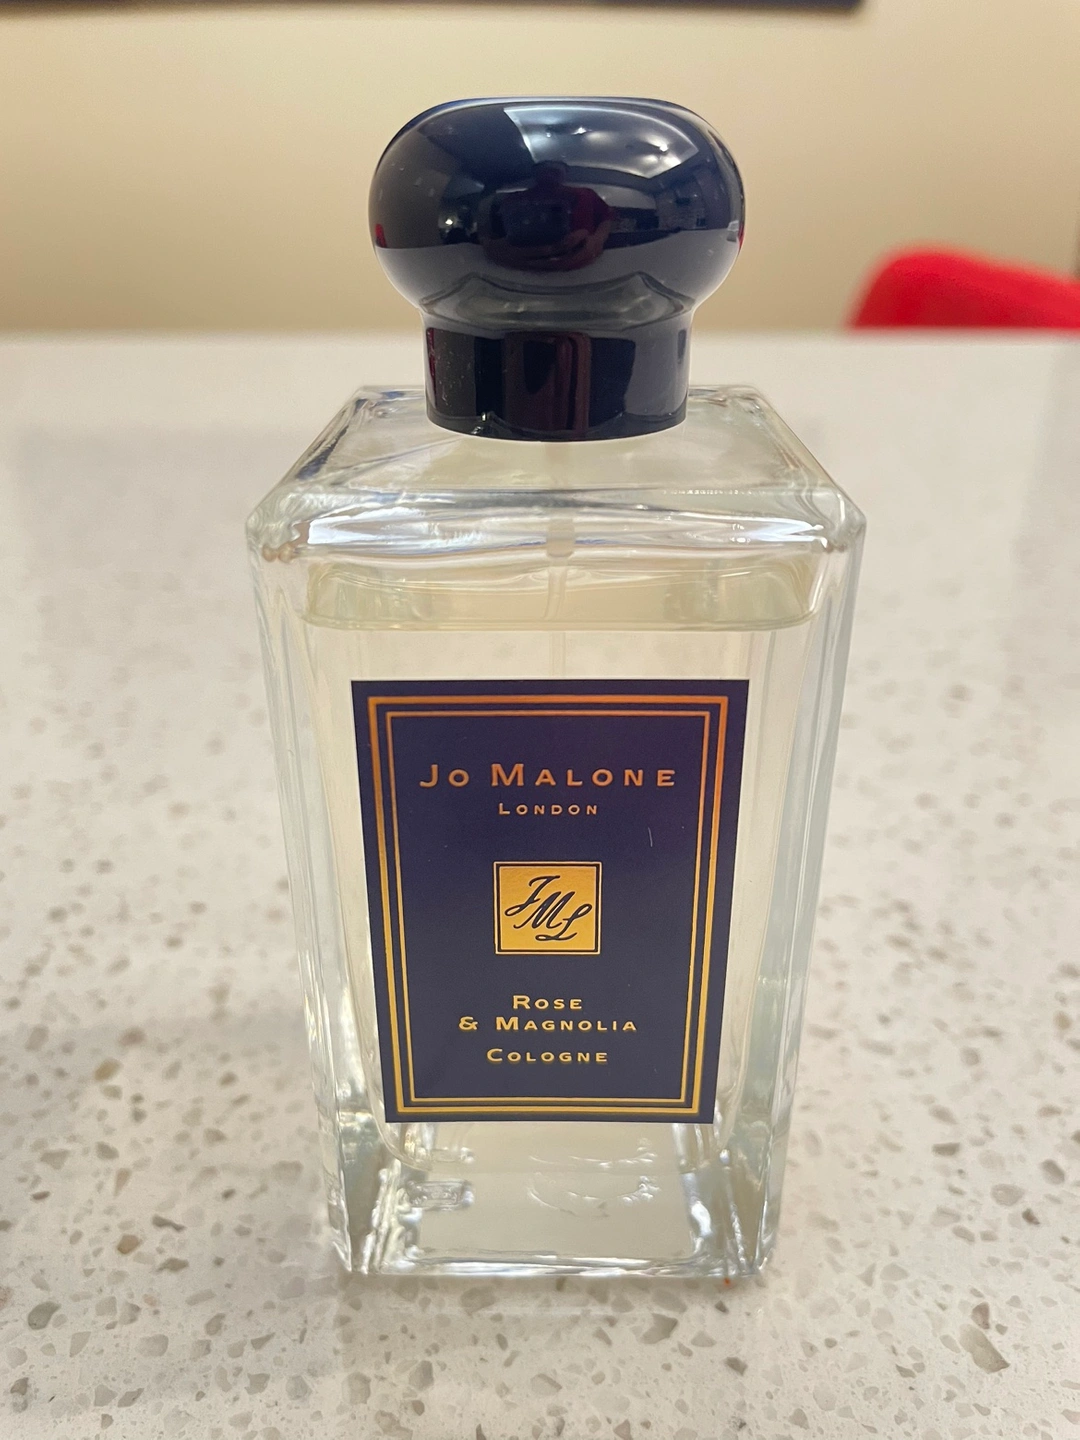 Jo Malone
London
JML
Rose
& Magnolia
Cologne